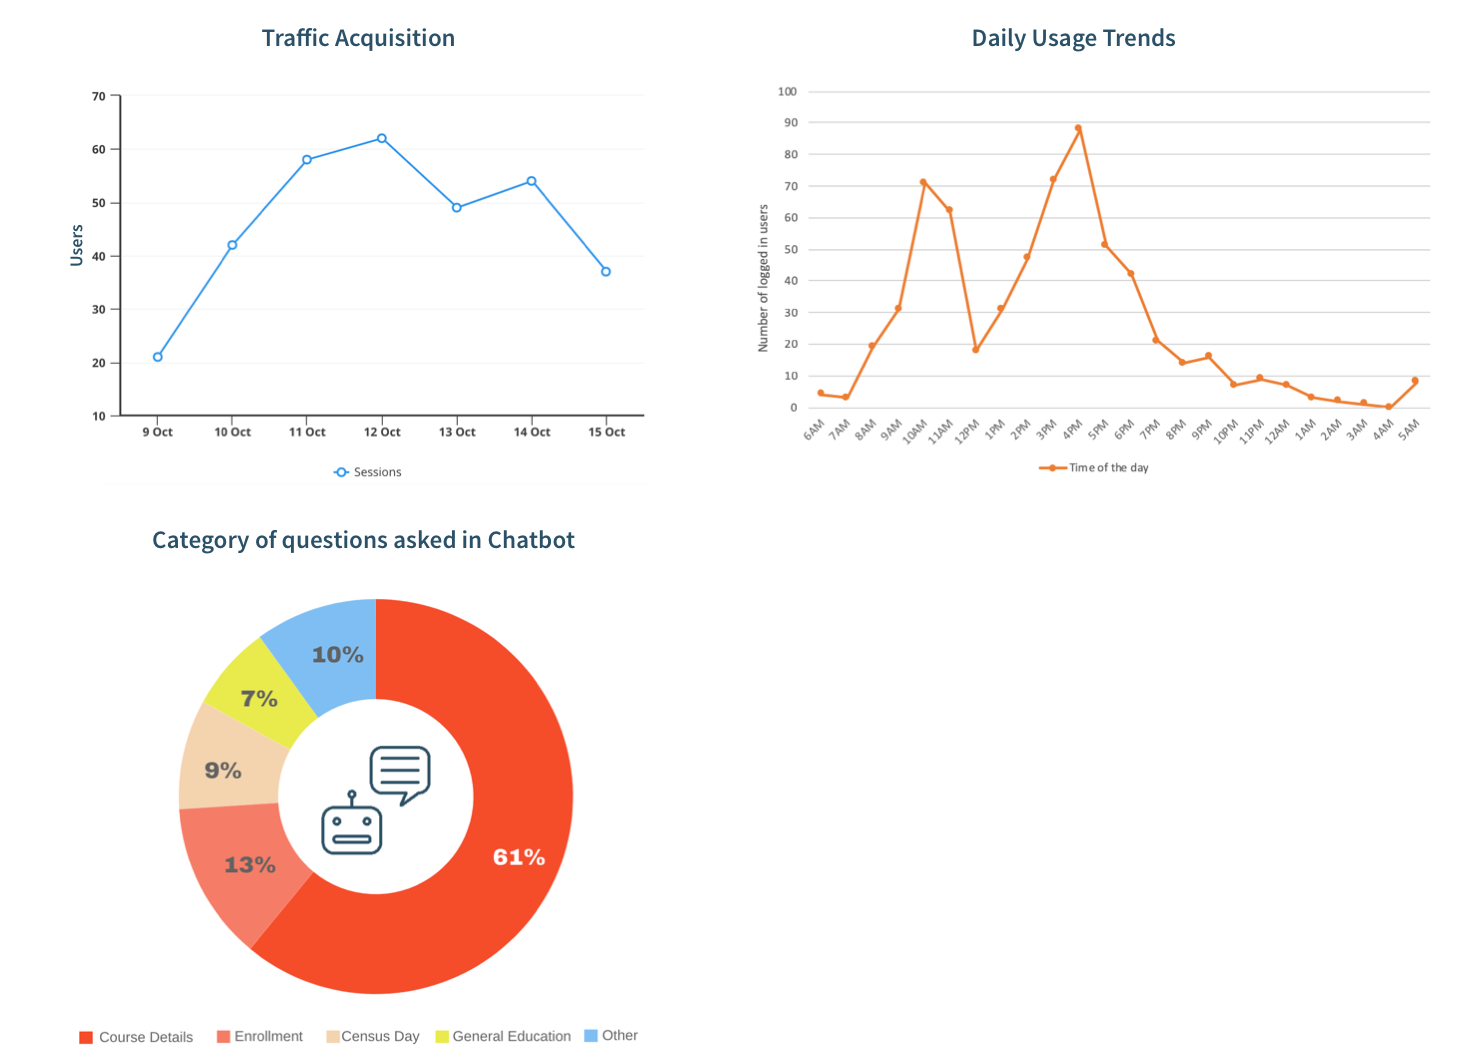 Traffic Acquisition
Users
70
60
50
40
30
20
10
9 Oct 10 Oct 11 Oct 12 Oct 13 Oct 14 Oct 15 Oct
Sessions
Daily Usage Trends
Number of logged in users
100
90
80
70
60
50
40
30
20
10
0
6AM 7AM 8AM 9AM 10AM 11AM 12PM 1PM 2PM 3PM 4PM 5PM 6PM 7PM 8PM 9PM 10PM 11PM 12AM 1AM 2AM 3AM 4AM 5AM
Time of the day
Category of questions asked in Chatbot
10%
7%
9%
13%
61%
Course Details Enrollment Census Day General Education Other